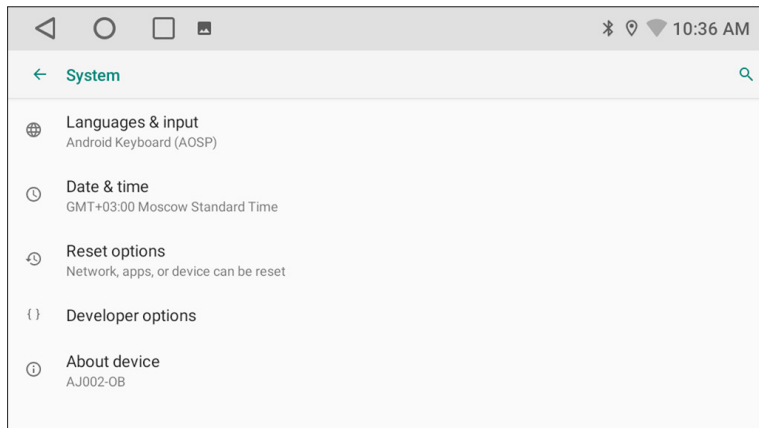 10:36 AM
System
Languages & input
Android Keyboard (AOSP)
Date & time
GMT+03:00 Moscow Standard Time
Reset options
Network, apps, or device can be reset
{ } Developer options
About device
AJ002-OB